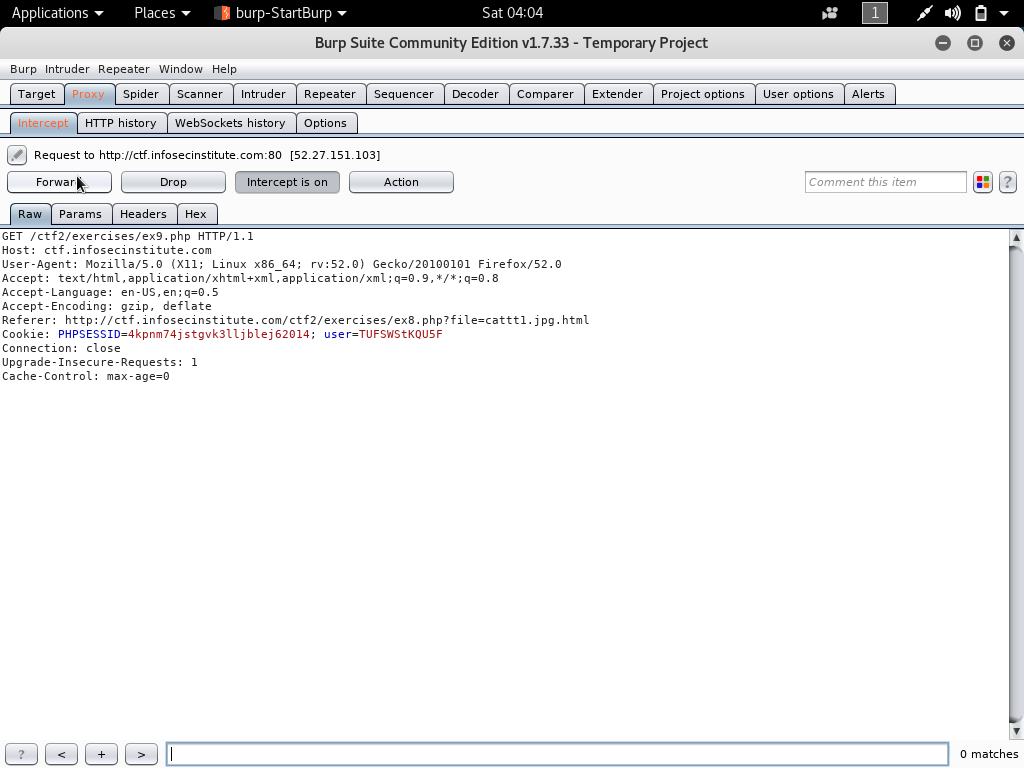 Applications Places burp-StartBurp Sat 04:04 1
Burp Suite Community Edition v1.7.33 - Temporary Project
Burp Intruder Repeater Window Help
Target Proxy Spider Scanner Intruder Repeater Sequencer Decoder Comparer Extender Project options User options Alerts
Intercept HTTP history WebSockets history Options
Request to http://ctf.infosecinstitute.com:80 [52.27.151.103]
Forward Drop Intercept is on Action Comment this item ?
Raw Params Headers Hex
GET /ctf2/exercises/ex9.php HTTP/1.1
Host: ctf.infosecinstitute.com
User-Agent: Mozilla/5.0 (X11; Linux x86_64; rv:52.0) Gecko/20100101 Firefox/52.0
Accept: text/html,application/xhtml+xml,application/xml;q=0.9,*/*;q=0.8
Accept-Language: en-US,en;q=0.5
Accept-Encoding: gzip, deflate
Referer: http://ctf.infosecinstitute.com/ctf2/exercises/ex8.php?file=cattt1.jpg.html
Cookie: PHPSESSID=4kpnm74jstgvk3lljblej62014; user=TUFSWStKQU5F
Connection: close
Upgrade-Insecure-Requests: 1
Cache-Control: max-age=0
? < + > 0 matches